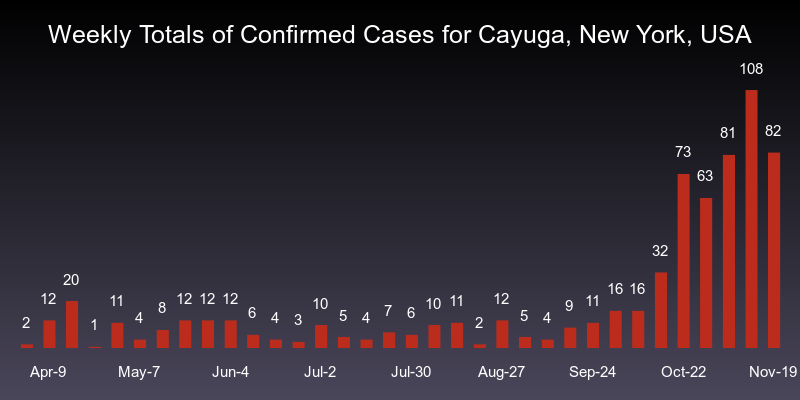 Weekly Totals of Confirmed Cases for Cayuga, New York, USA
2 12 20 1 11 4 8 12 12 12 6 4 3 10 5 4 7 6 10 11 2 12 5 4 9 11 16 16 32 73 63 81 108 82
Apr-9 May-7 Jun-4 Jul-2 Jul-30 Aug-27 Sep-24 Oct-22 Nov-19